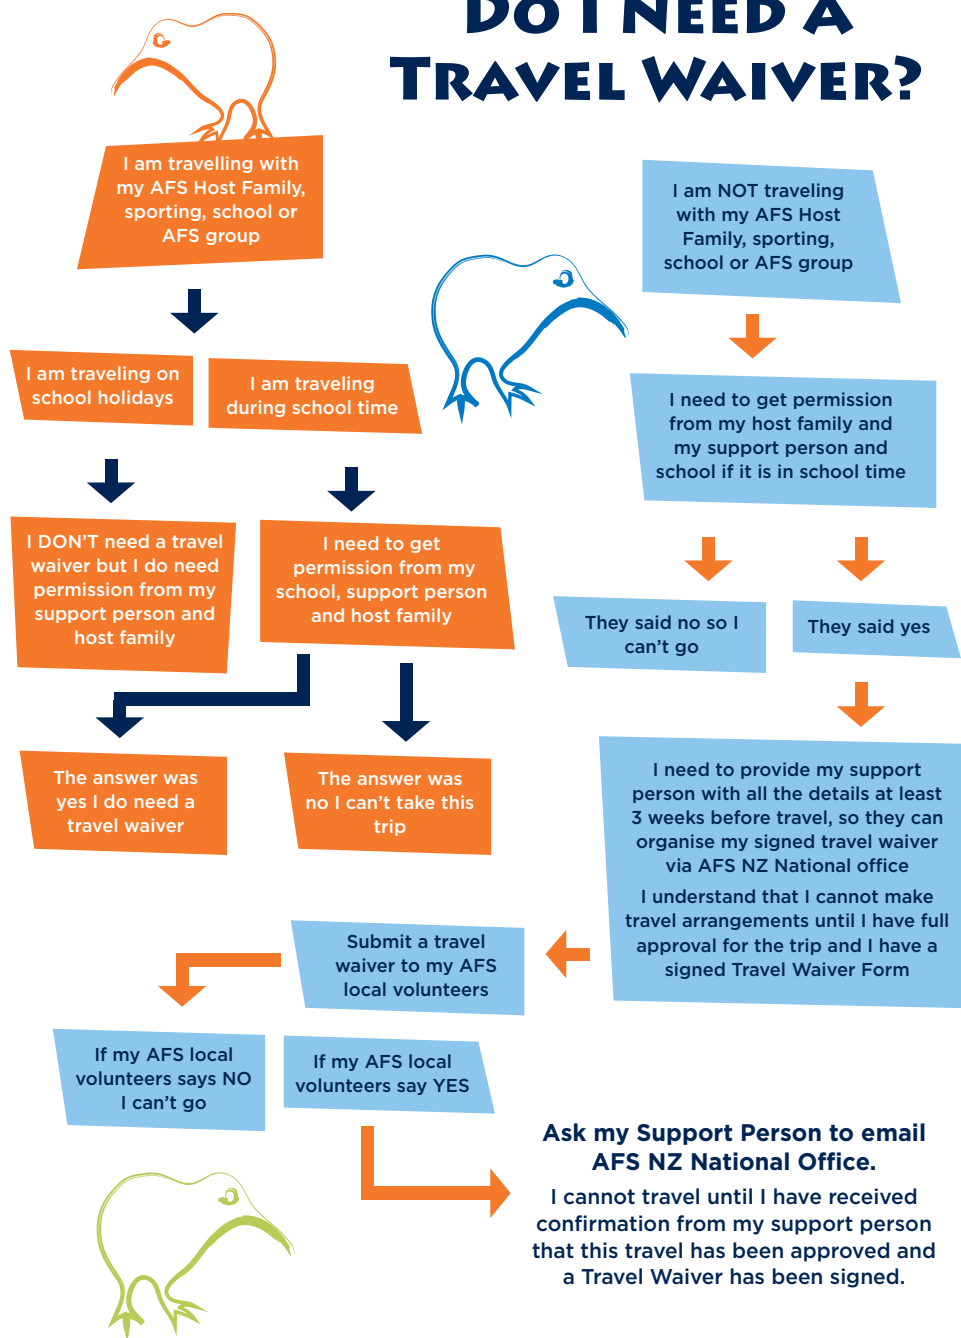 DO I NEED A
TRAVEL WAIVER?
I am travelling with
my AFS Host Family,
sporting, school or
AFS group
I am NOT traveling
with my AFS Host
Family, sporting,
school or AFS group
I am traveling on
school holidays
I am traveling
during school time
I need to get permission
from my host family and
my support person and
school if it is in school time
I DON'T need a travel
waiver but I do need
permission from my
support person and
host family
I need to get
permission from my
school, support person
and host family
They said no so I
can't go
They said yes
The answer was
yes I do need a
travel waiver
The answer was
no I can't take this
trip
I need to provide my support
person with all the details at least
3 weeks before travel, so they can
organise my signed travel waiver
via AFS NZ National office
I understand that I cannot make
travel arrangements until I have full
approval for the trip and I have a
signed Travel Waiver Form
Submit a travel
waiver to my AFS
local volunteers
If my AFS local
volunteers says NO
I can't go
If my AFS local
volunteers say YES
Ask my Support Person to email
AFS NZ National Office.
I cannot travel until I have received
confirmation from my support person
that this travel has been approved and
a Travel Waiver has been signed.